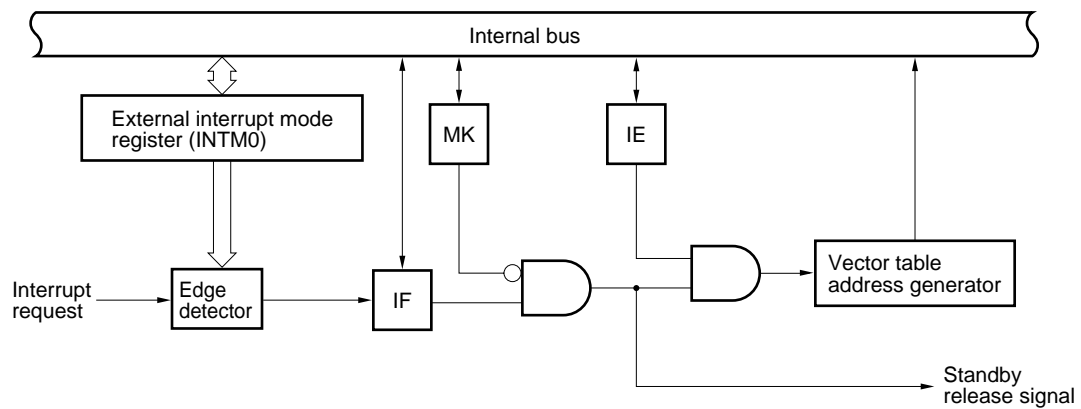 Internal bus
External interrupt mode
register (INTM0)
MK
IE
Vector table
address generator
Interrupt
request
Edge
detector
IF
Standby
release signal